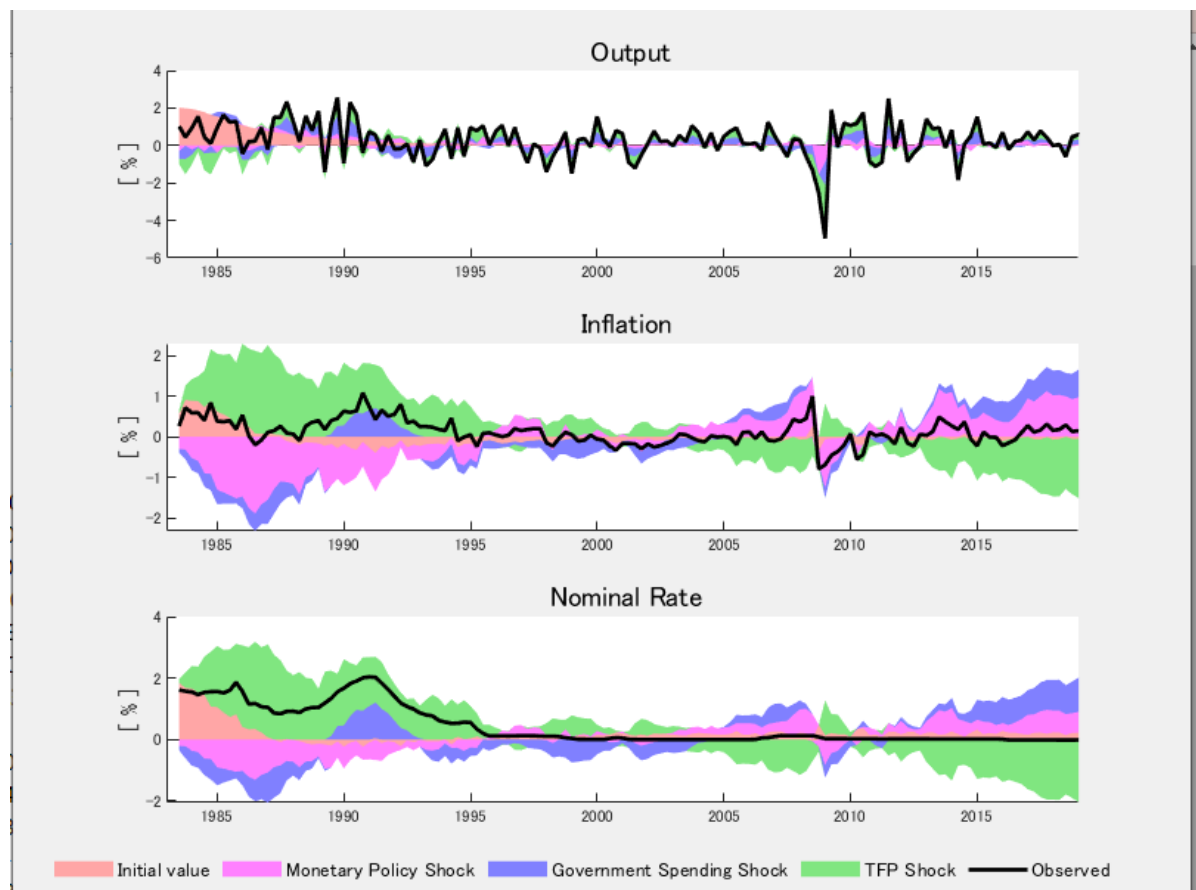 Output
4
2
0
-2
-4
-6
[ % ]
1985 1990 1995 2000 2005 2010 2015
Inflation
2
1
0
-1
-2
[ % ]
1985 1990 1995 2000 2005 2010 2015
Nominal Rate
4
2
0
-2
[ % ]
1985 1990 1995 2000 2005 2010 2015
Initial value Monetary Policy Shock Government Spending Shock TFP Shock Observed